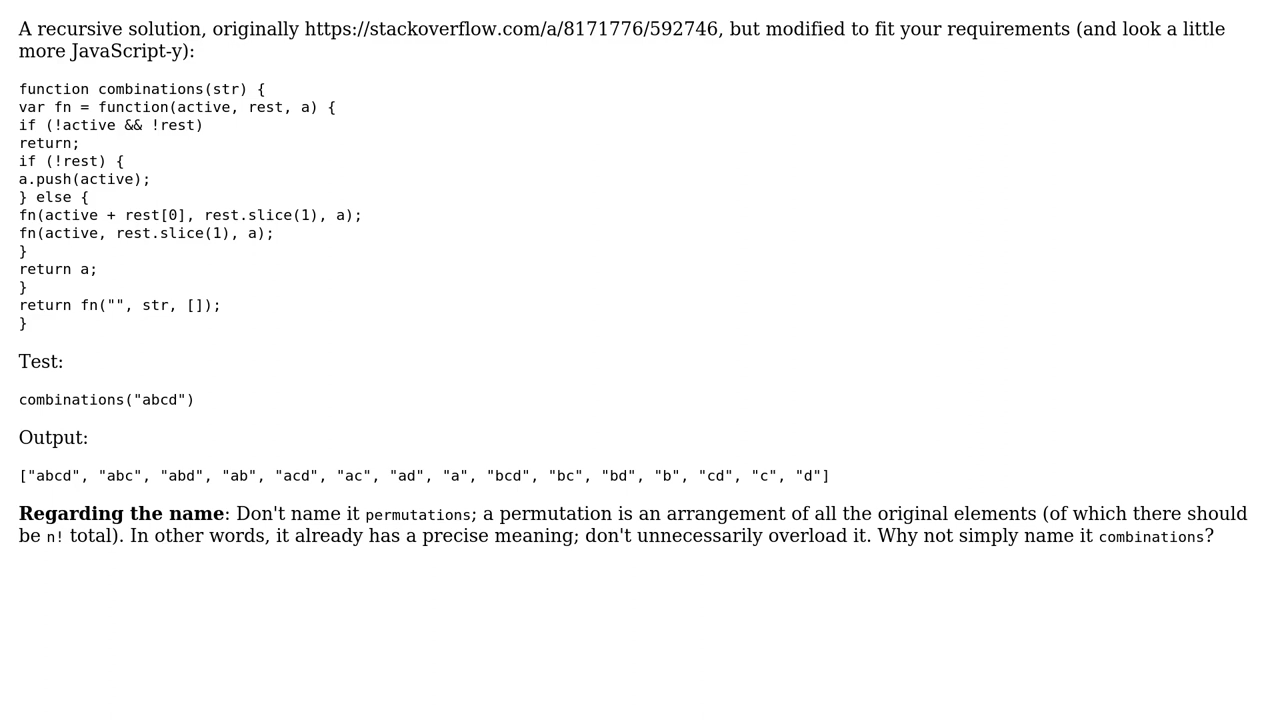 A recursive solution, originally https://stackoverflow.com/a/8171776/592746, but modified to fit your requirements (and look a little
more JavaScript-y):
function combinations(str) {
var fn = function(active, rest, a) {
if (!active && !rest)
return;
if (!rest) {
a.push(active);
} else {
fn(active + rest[0], rest.slice(1), a);
fn(active, rest.slice(1), a);
}
return a;
}
return fn("", str, []);
}
Test:
combinations("abcd")
Output:
["abcd", "abc", "abd", "ab", "acd", "ac", "ad", "a", "bcd", "bc", "bd", "b", "cd", "c", "d"]
Regarding the name: Don't name it permutations; a permutation is an arrangement of all the original elements (of which there should
be n! total). In other words, it already has a precise meaning; don't unnecessarily overload it. Why not simply name it combinations?